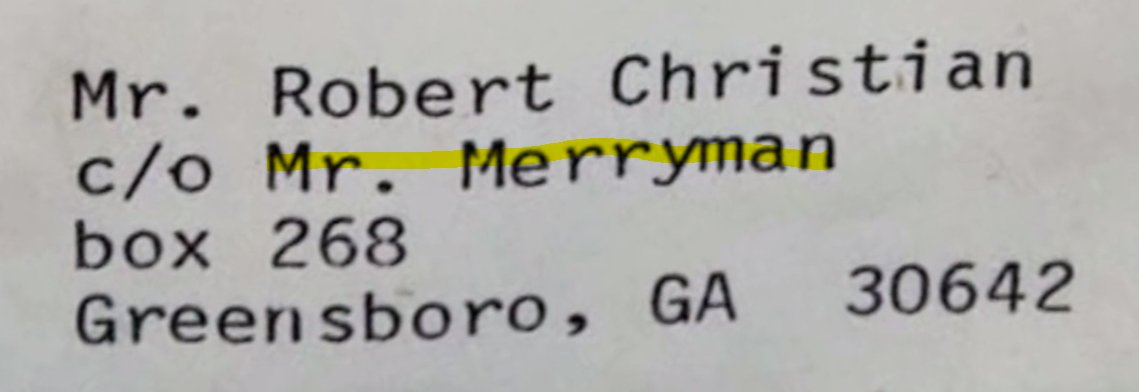 Mr. Robert Christian
c/o Mr. Merryman
box 268
Greensboro, GA 30642